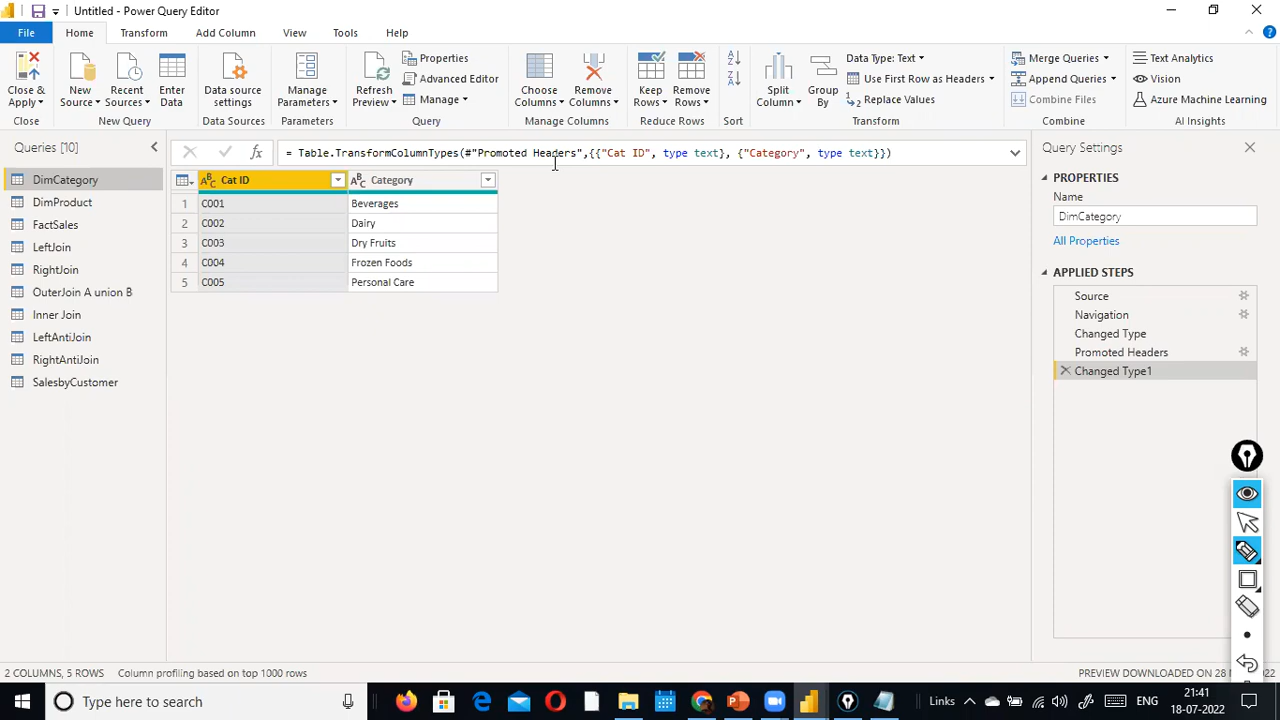 Untitled - Power Query Editor
File Home Transform Add Column View Tools Help
Close & Apply
New Source
Recent Sources
Enter Data
Data source settings
Manage Parameters
Refresh Preview
Properties
Advanced Editor
Manage
Choose Columns
Remove Columns
Keep Rows
Remove Rows
Split Column
Group By
Data Type: Text
Use First Row as Headers
Replace Values
Merge Queries
Append Queries
Combine Files
Text Analytics
Vision
Azure Machine Learning
Close New Query Data Sources Parameters Query Manage Columns Reduce Rows Sort Transform Combine AI Insights
Queries [10]
DimCategory
DimProduct
FactSales
LeftJoin
RightJoin
OuterJoin A union B
Inner Join
LeftAntiJoin
RightAntiJoin
SalesbyCustomer
fx = Table.TransformColumnTypes(#"Promoted Headers",{{"Cat ID", type text}, {"Category", type text}})
ABC Cat ID ABC Category
1 C001 Beverages
2 C002 Dairy
3 C003 Dry Fruits
4 C004 Frozen Foods
5 C005 Personal Care
Query Settings
PROPERTIES
Name
DimCategory
All Properties
APPLIED STEPS
Source
Navigation
Changed Type
Promoted Headers
Changed Type1
2 COLUMNS, 5 ROWS Column profiling based on top 1000 rows
PREVIEW DOWNLOADED ON 28
Type here to search
Links
ENG
21:41
18-07-2022